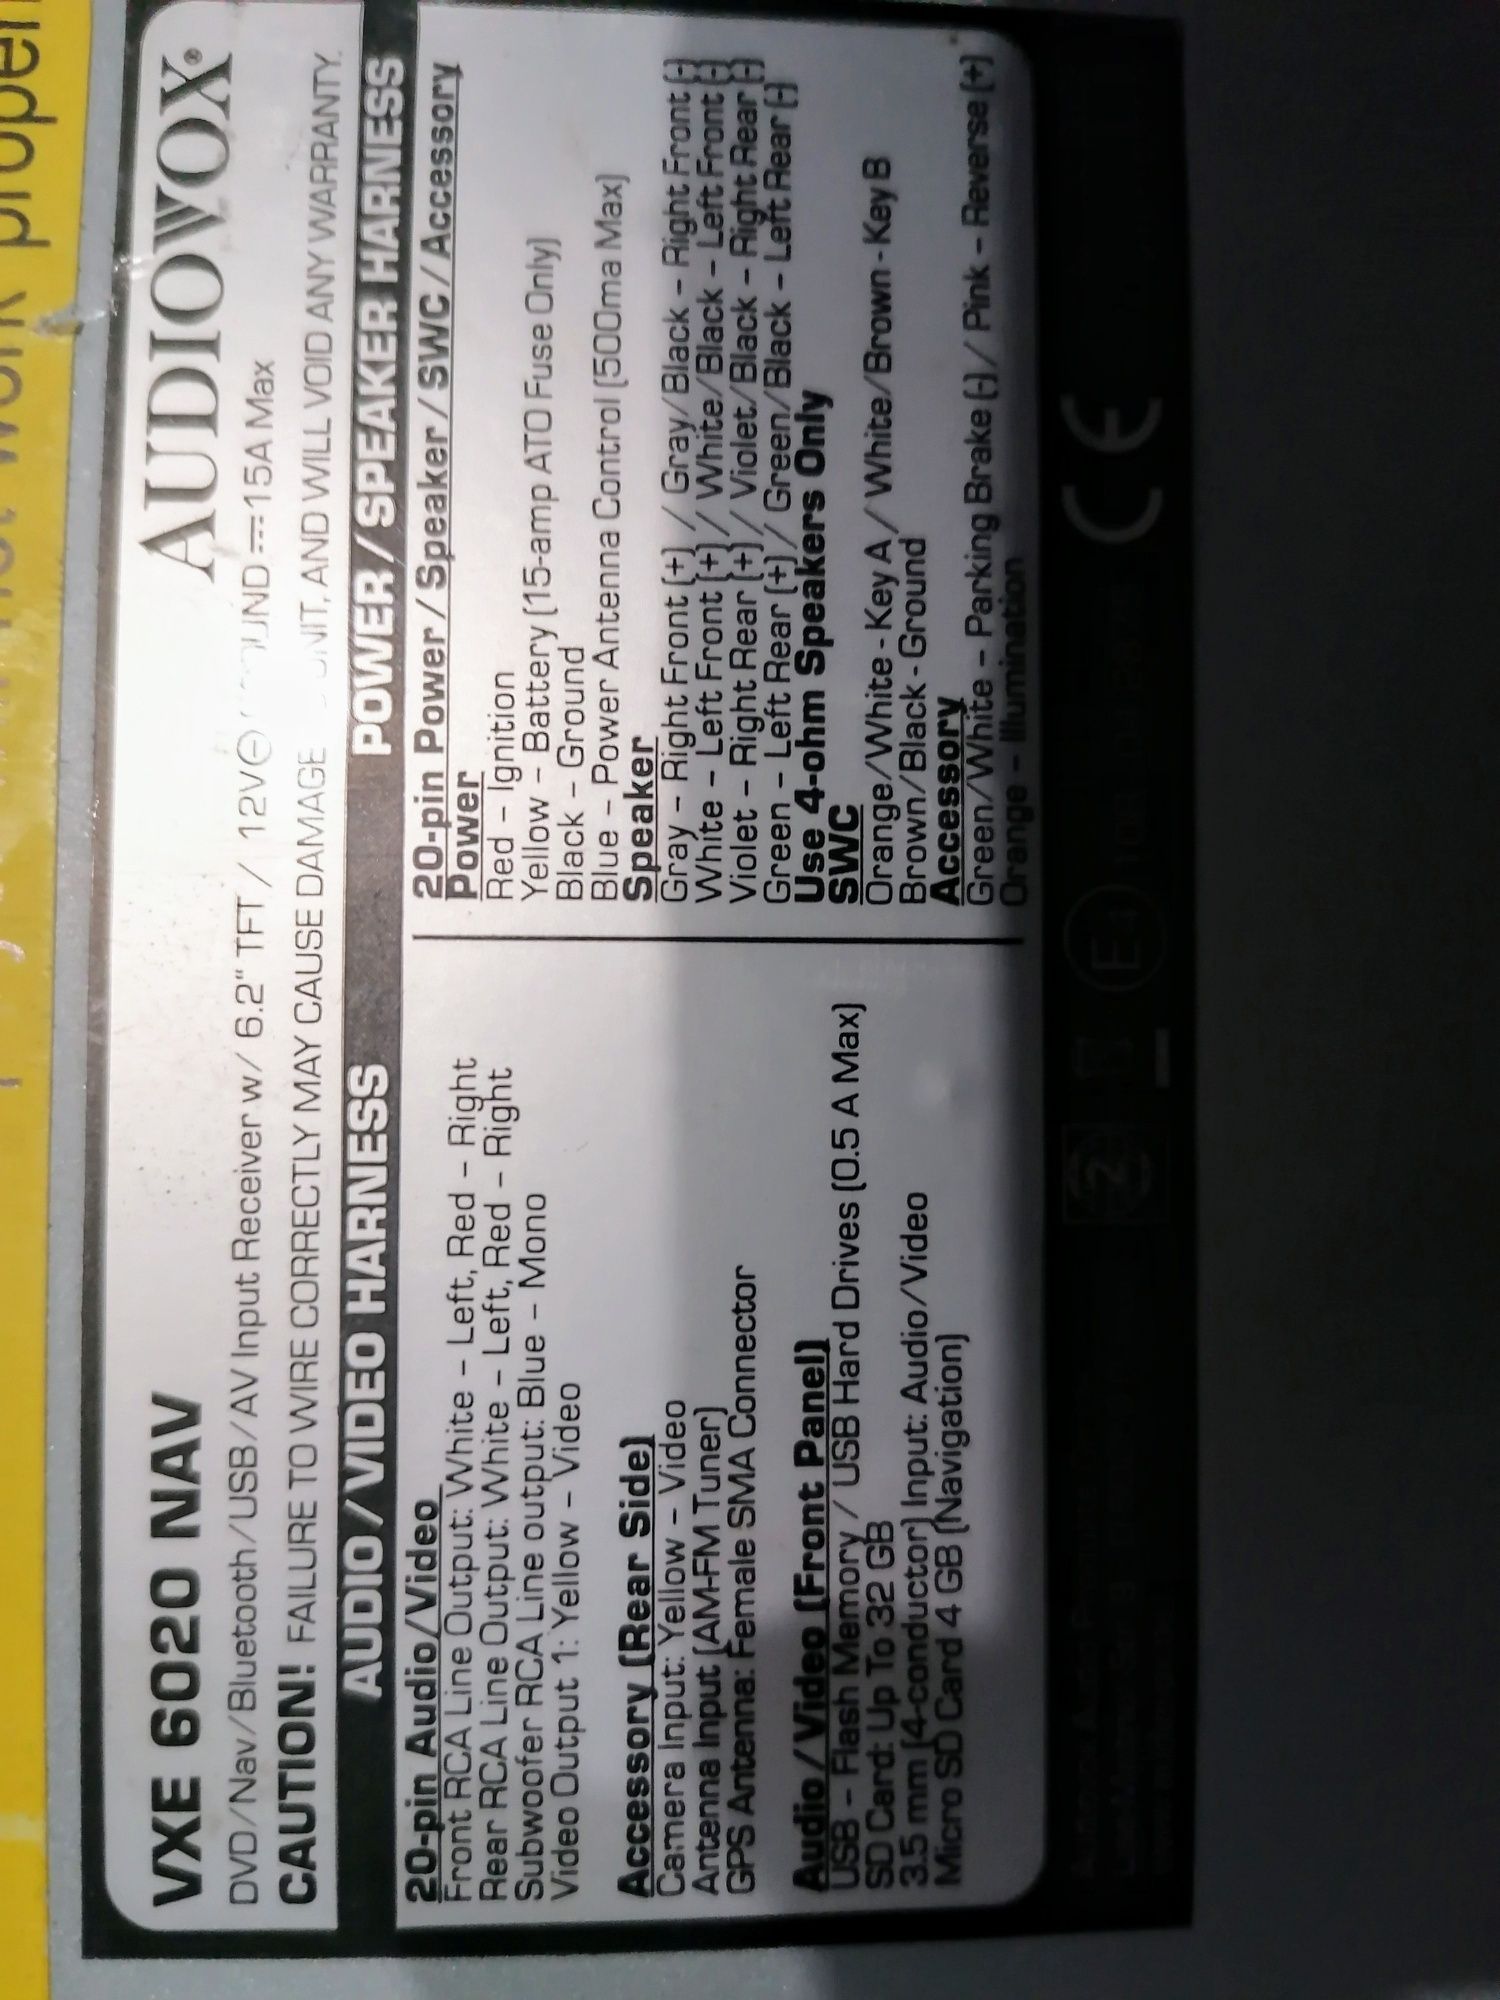 VXE 6020 NAV
AUDIOVOX®
DVD/Nav/Bluetooth/USB/AV Input Receiver w/ 6.2" TFT / 12V⊖ 15A Max
CAUTION! FAILURE TO WIRE CORRECTLY MAY CAUSE DAMAGE UNIT, AND WILL VOID ANY WARRANTY.
AUDIO/VIDEO HARNESS
20-pin Audio/Video
Front RCA Line Output: White - Left, Red - Right
Rear RCA Line Output: White - Left, Red - Right
Subwoofer RCA Line output: Blue - Mono
Video Output 1: Yellow - Video
Accessory (Rear Side)
Camera Input: Yellow - Video
Antenna Input (AM-FM Tuner)
GPS Antenna: Female SMA Connector
Audio/Video (Front Panel)
USB - Flash Memory / USB Hard Drives (0.5 A Max)
SD Card: Up To 32 GB
3.5 mm (4-conductor) Input: Audio/Video
Micro SD Card 4 GB (Navigation)
POWER/SPEAKER HARNESS
20-pin Power/Speaker/SWC/Accessory
Power
Red - Ignition
Yellow - Battery (15-amp ATO Fuse Only)
Black - Ground
Blue - Power Antenna Control (500ma Max)
Speaker
Gray - Right Front (+) / Gray/Black - Right Front (-)
White - Left Front (+) / White/Black - Left Front (-)
Violet - Right Rear (+) / Violet/Black - Right Rear (-)
Green - Left Rear (+) / Green/Black - Left Rear (-)
Use 4-ohm Speakers Only
SWC
Orange/White - Key A / White/Brown - Key B
Brown/Black - Ground
Accessory
Green/White - Parking Brake (-) / Pink - Reverse (+)
Orange - Illumination
CE